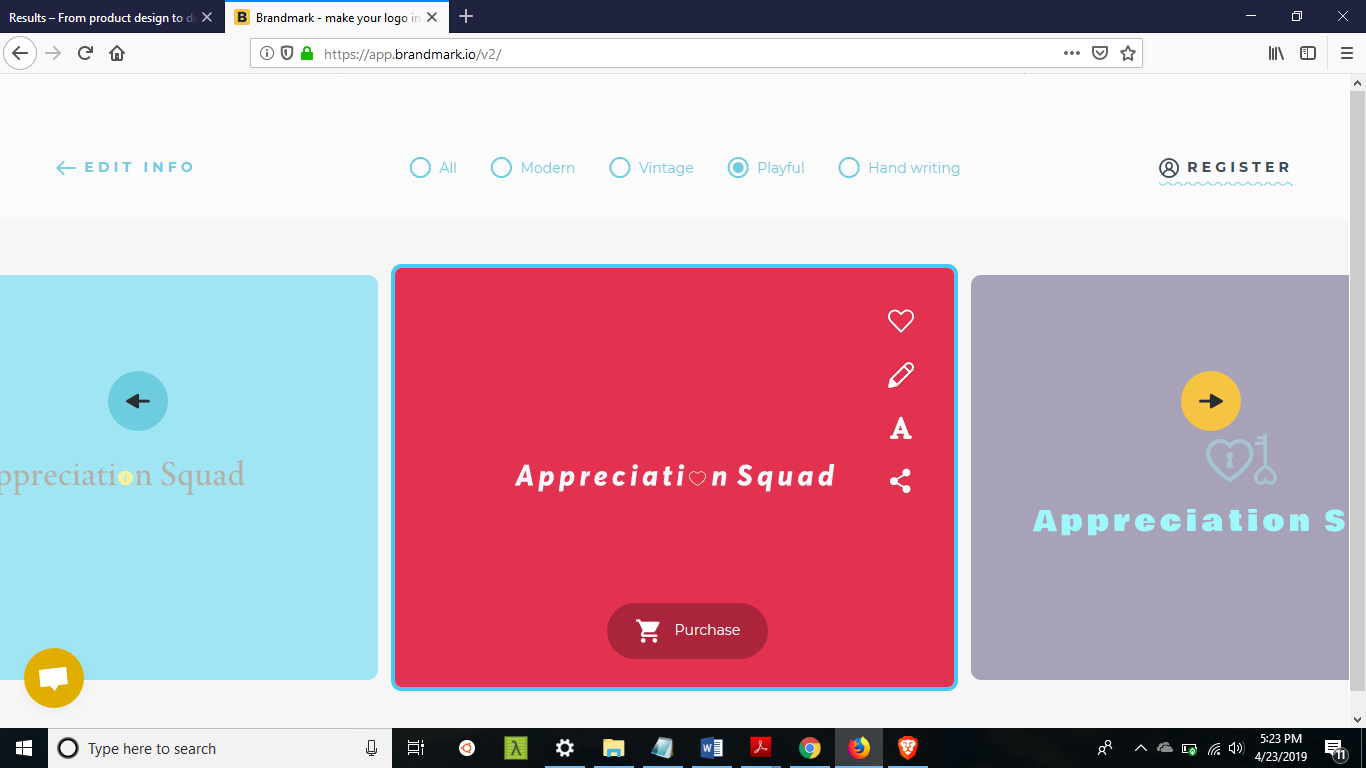 Results – From product design to d
Brandmark - make your logo in
https://app.brandmark.io/v2/
EDIT INFO
All
Modern
Vintage
Playful
Hand writing
REGISTER
ppreciation Squad
Appreciation Squad
Appreciation S
Purchase
Type here to search
5:23 PM
4/23/2019
11